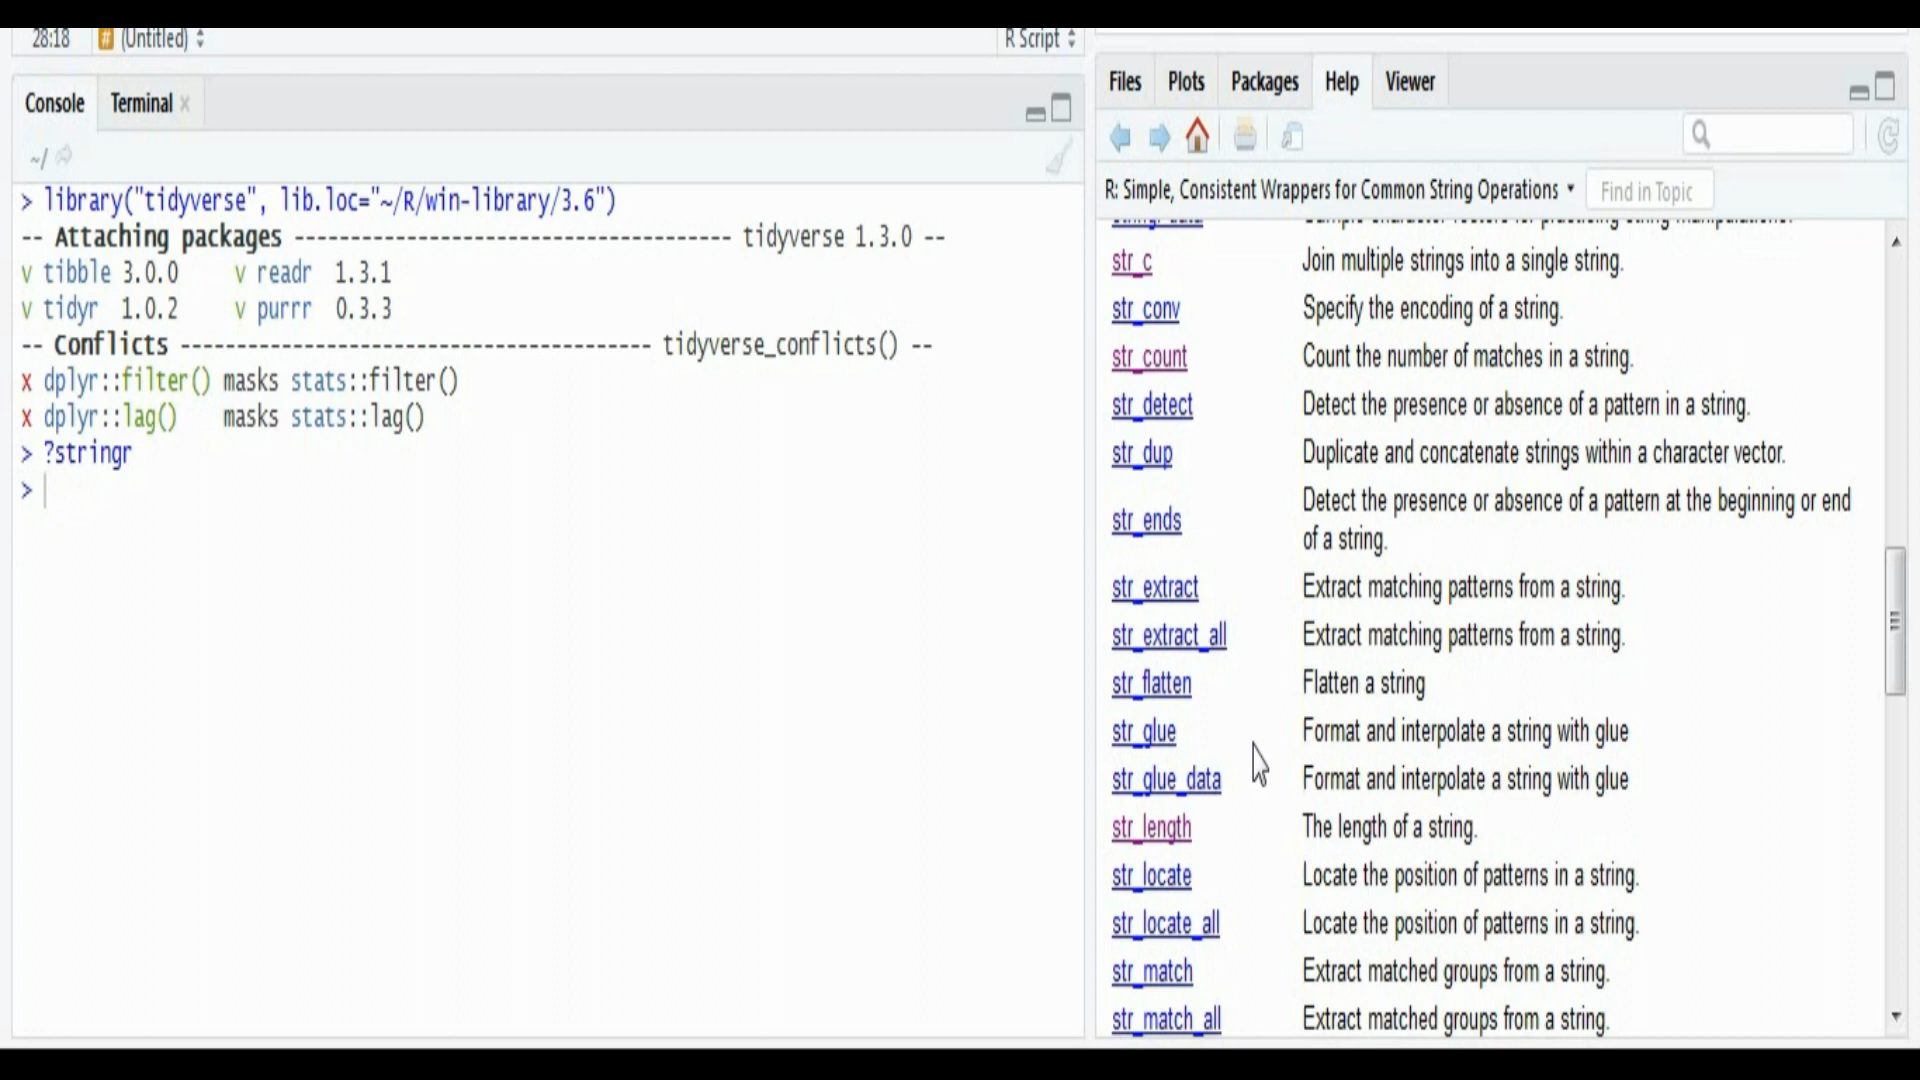 28:18 # (Untitled) R Script
Console Terminal
~/
> library("tidyverse", lib.loc="~/R/win-library/3.6")
-- Attaching packages --------------------------------------- tidyverse 1.3.0 --
v tibble 3.0.0 v readr 1.3.1
v tidyr 1.0.2 v purrr 0.3.3
-- Conflicts ------------------------------------------ tidyverse_conflicts() --
x dplyr::filter() masks stats::filter()
x dplyr::lag() masks stats::lag()
> ?stringr
>
Files Plots Packages Help Viewer
R: Simple, Consistent Wrappers for Common String Operations Find in Topic
str_c Join multiple strings into a single string.
str_conv Specify the encoding of a string.
str_count Count the number of matches in a string.
str_detect Detect the presence or absence of a pattern in a string.
str_dup Duplicate and concatenate strings within a character vector.
str_ends Detect the presence or absence of a pattern at the beginning or end
of a string.
str_extract Extract matching patterns from a string.
str_extract_all Extract matching patterns from a string.
str_flatten Flatten a string
str_glue Format and interpolate a string with glue
str_glue_data Format and interpolate a string with glue
str_length The length of a string.
str_locate Locate the position of patterns in a string.
str_locate_all Locate the position of patterns in a string.
str_match Extract matched groups from a string.
str_match_all Extract matched groups from a string.